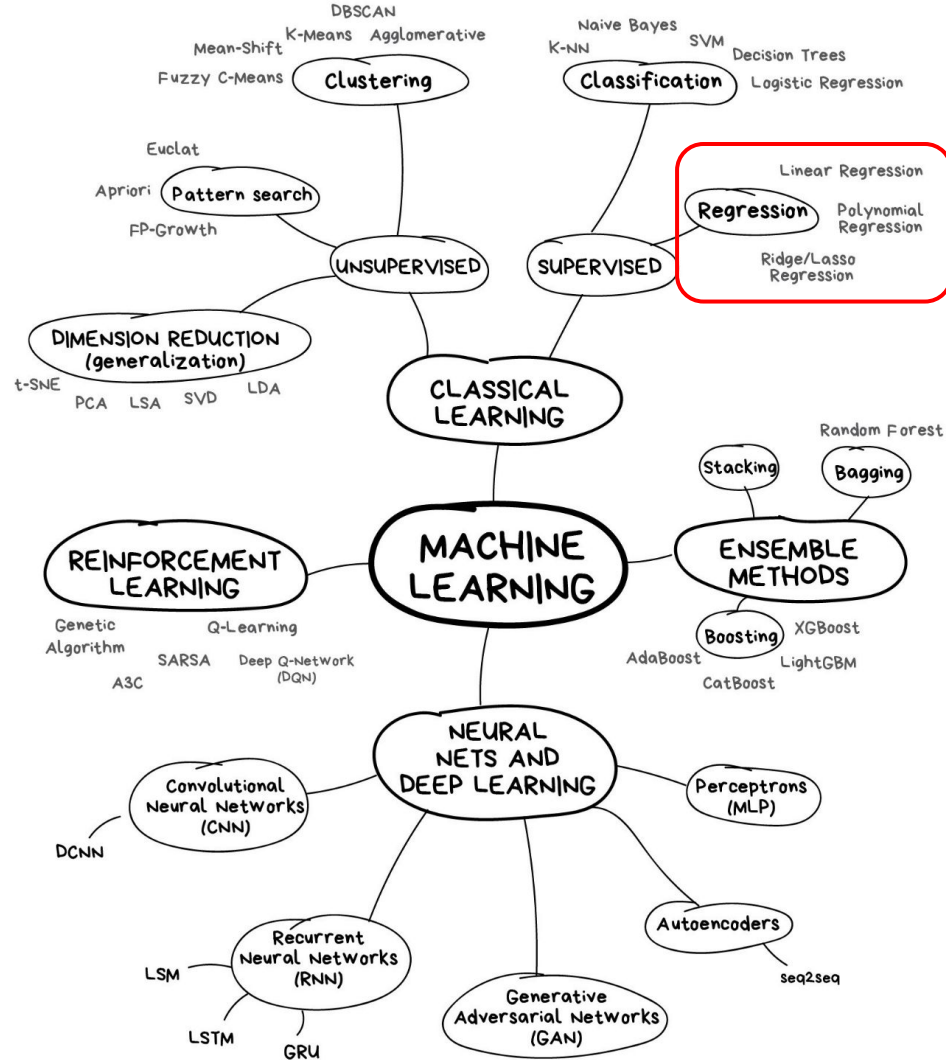 DBSCAN
K-Means
Agglomerative
Mean-Shift
Fuzzy C-Means
Clustering
Naive Bayes
K-NN
SVM
Decision Trees
Classification
Logistic Regression
Euclat
Apriori
Pattern search
FP-Growth
Linear Regression
Regression
Polynomial
Regression
Ridge/Lasso
Regression
UNSUPERVISED
SUPERVISED
DIMENSION REDUCTION
(generalization)
t-SNE
PCA
LSA
SVD
LDA
CLASSICAL
LEARNING
Random Forest
Stacking
Bagging
MACHINE
LEARNING
REINFORCEMENT
LEARNING
ENSEMBLE
METHODS
Genetic
Algorithm
Q-Learning
SARSA
Deep Q-Network
(DQN)
A3C
Boosting
XGBoost
AdaBoost
LightGBM
CatBoost
NEURAL
NETS AND
DEEP LEARNING
Convolutional
Neural Networks
(CNN)
DCNN
Perceptrons
(MLP)
Autoencoders
seq2seq
Recurrent
Neural Networks
(RNN)
LSM
LSTM
GRU
Generative
Adversarial Networks
(GAN)